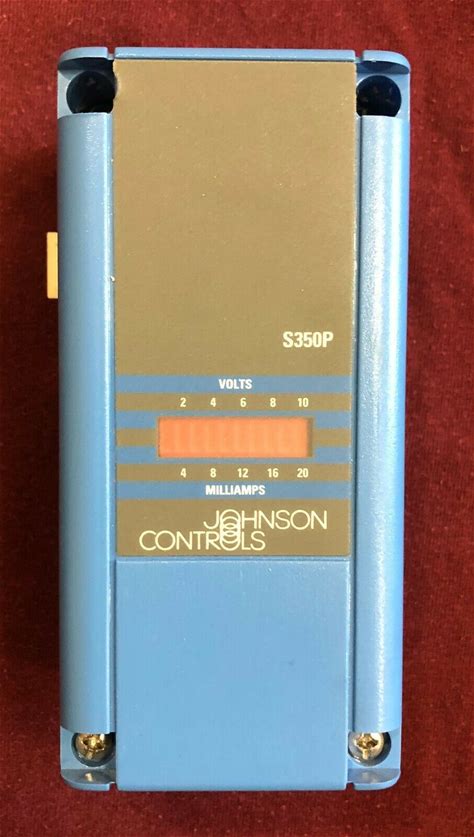 S350P
VOLTS
2 4 6 8 10
4 8 12 16 20
MILLIAMPS
JOHNSON
CONTROLS